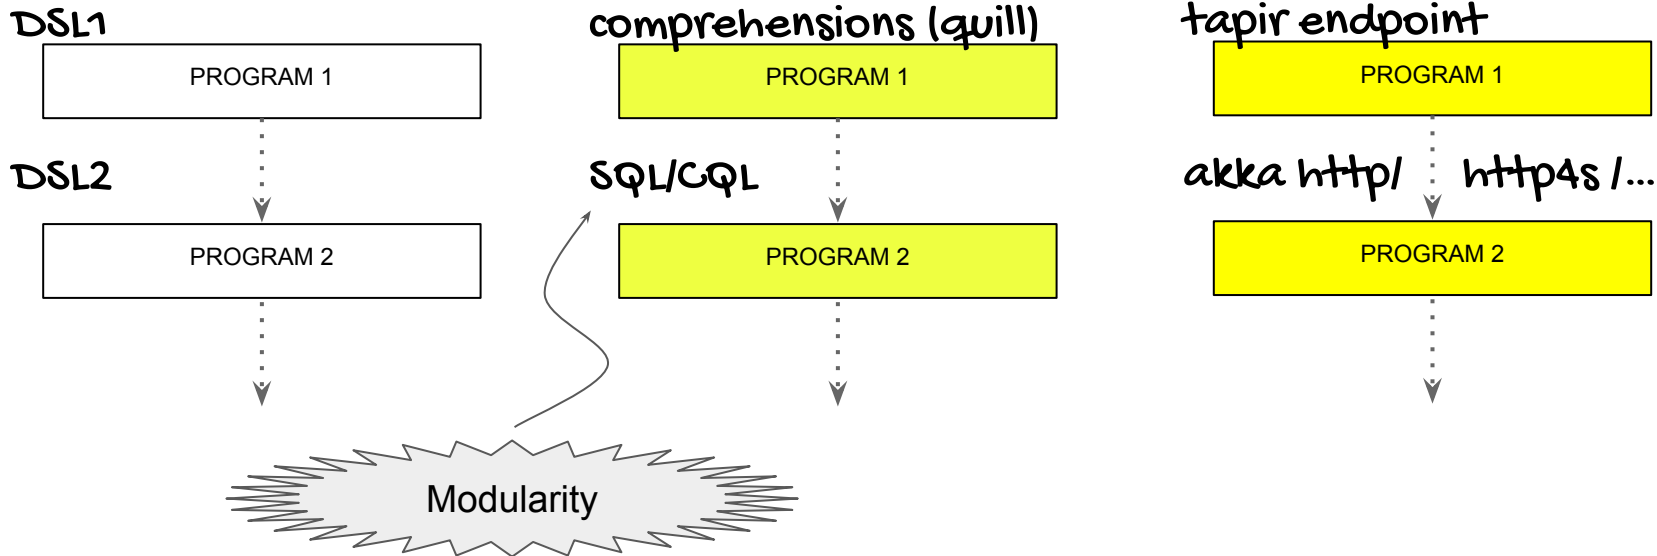 DSL1
PROGRAM 1
DSL2
PROGRAM 2
comprehensions (quill)
PROGRAM 1
SQL/CQL
PROGRAM 2
tapir endpoint
PROGRAM 1
akka http/ http4s /...
PROGRAM 2
Modularity